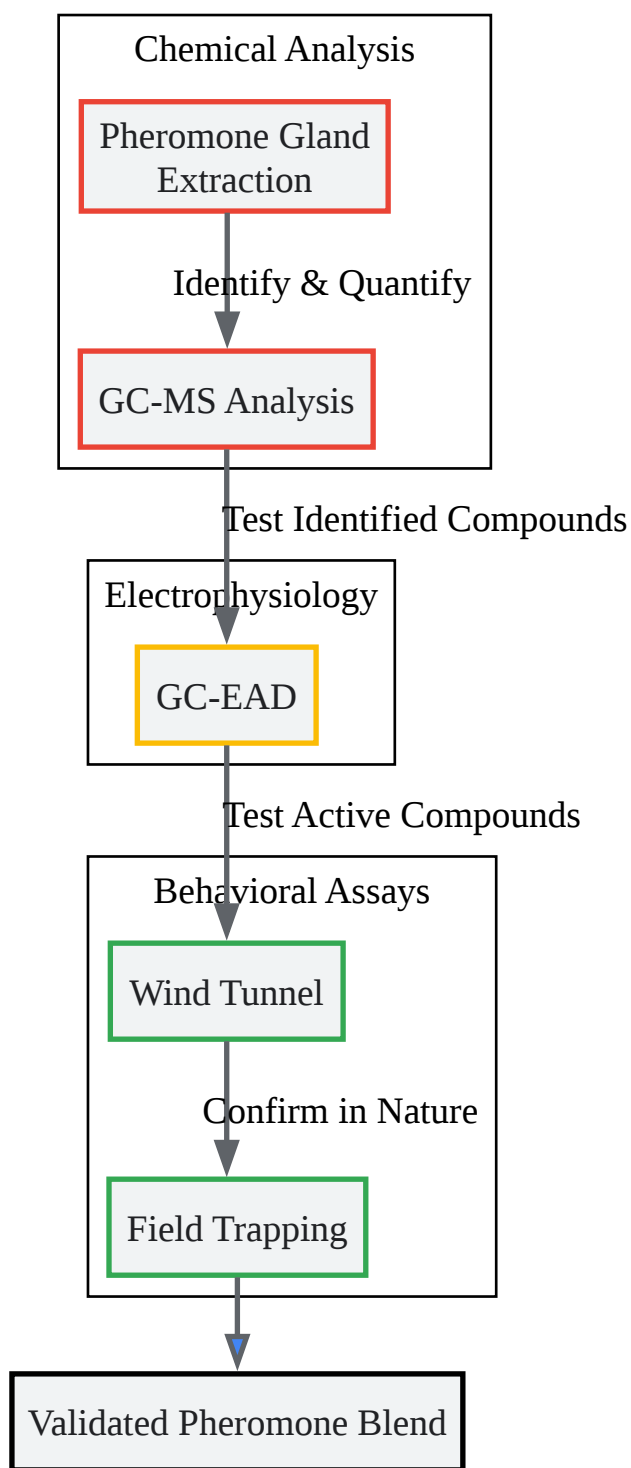 Chemical Analysis
Pheromone Gland
Extraction
Identify & Quantify
GC-MS Analysis
Test Identified Compounds
Electrophysiology
GC-EAD
Test Active Compounds
Behavioral Assays
Wind Tunnel
Confirm in Nature
Field Trapping
Validated Pheromone Blend